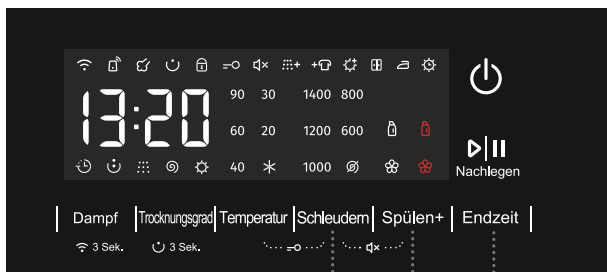 90 30 1400 800
13:20
60 20 1200 600
40 1000
Nachlegen
Dampf Trocknungsgrad Temperatur Schleudern Spülen+ Endzeit
3 Sek. 3 Sek.